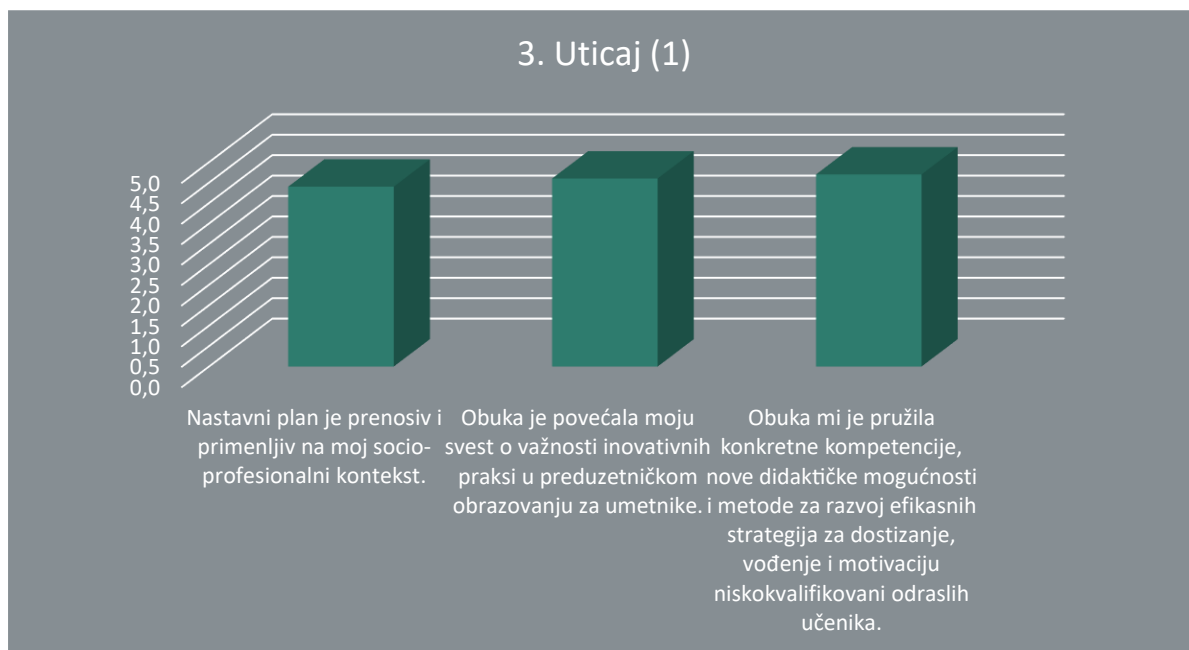 3. Uticaj (1)
5,0
4,5
4,0
3,5
3,0
2,5
2,0
1,5
1,0
0,5
0,0
Nastavni plan je prenosiv i
primenljiv na moj socio-
profesionalni kontekst.
Obuka je povećala moju
svest o važnosti inovativnih
praksi u preduzetničkom
obrazovanju za umetnike.
Obuka mi je pružila
konkretne kompetencije,
nove didaktičke mogućnosti
i metode za razvoj efikasnih
strategija za dostizanje,
vođenje i motivaciju
niskokvalifikovani odraslih
učenika.